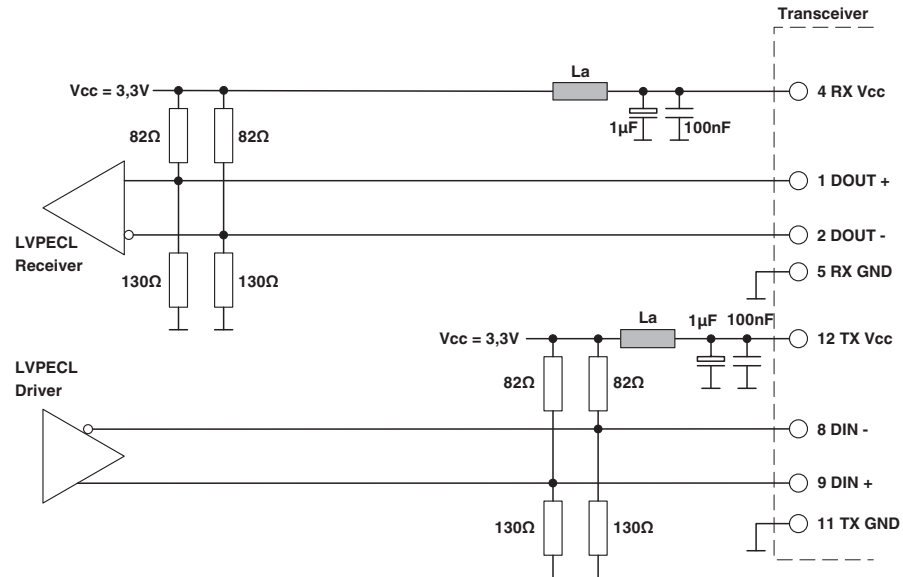 Transceiver
La
Vcc = 3,3V
4 RX Vcc
82Ω
82Ω
1µF
100nF
1 DOUT +
2 DOUT -
LVPECL
Receiver
5 RX GND
130Ω
130Ω
La
1µF
100nF
Vcc = 3,3V
12 TX Vcc
LVPECL
Driver
82Ω
82Ω
8 DIN -
9 DIN +
130Ω
130Ω
11 TX GND